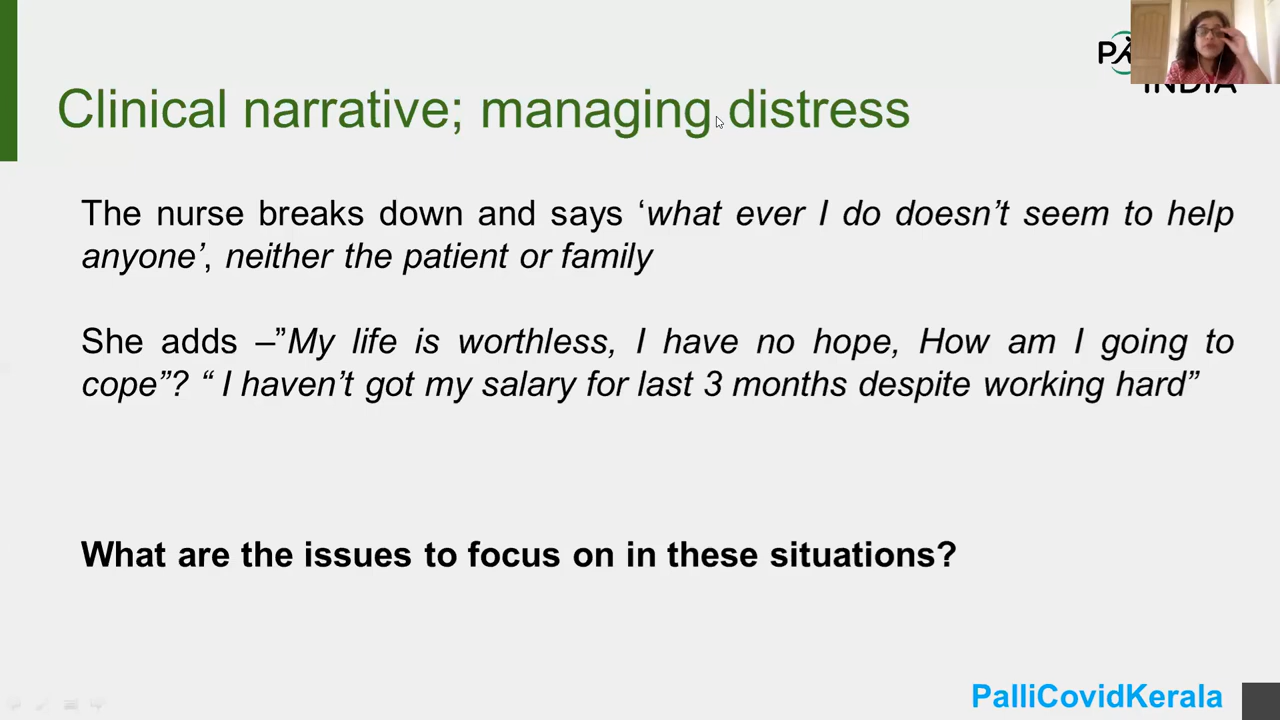 Clinical narrative; managing distress
The nurse breaks down and says ‘what ever I do doesn’t seem to help
anyone’, neither the patient or family
She adds –”My life is worthless, I have no hope, How am I going to
cope”? “ I haven’t got my salary for last 3 months despite working hard”
What are the issues to focus on in these situations?
PalliCovidKerala